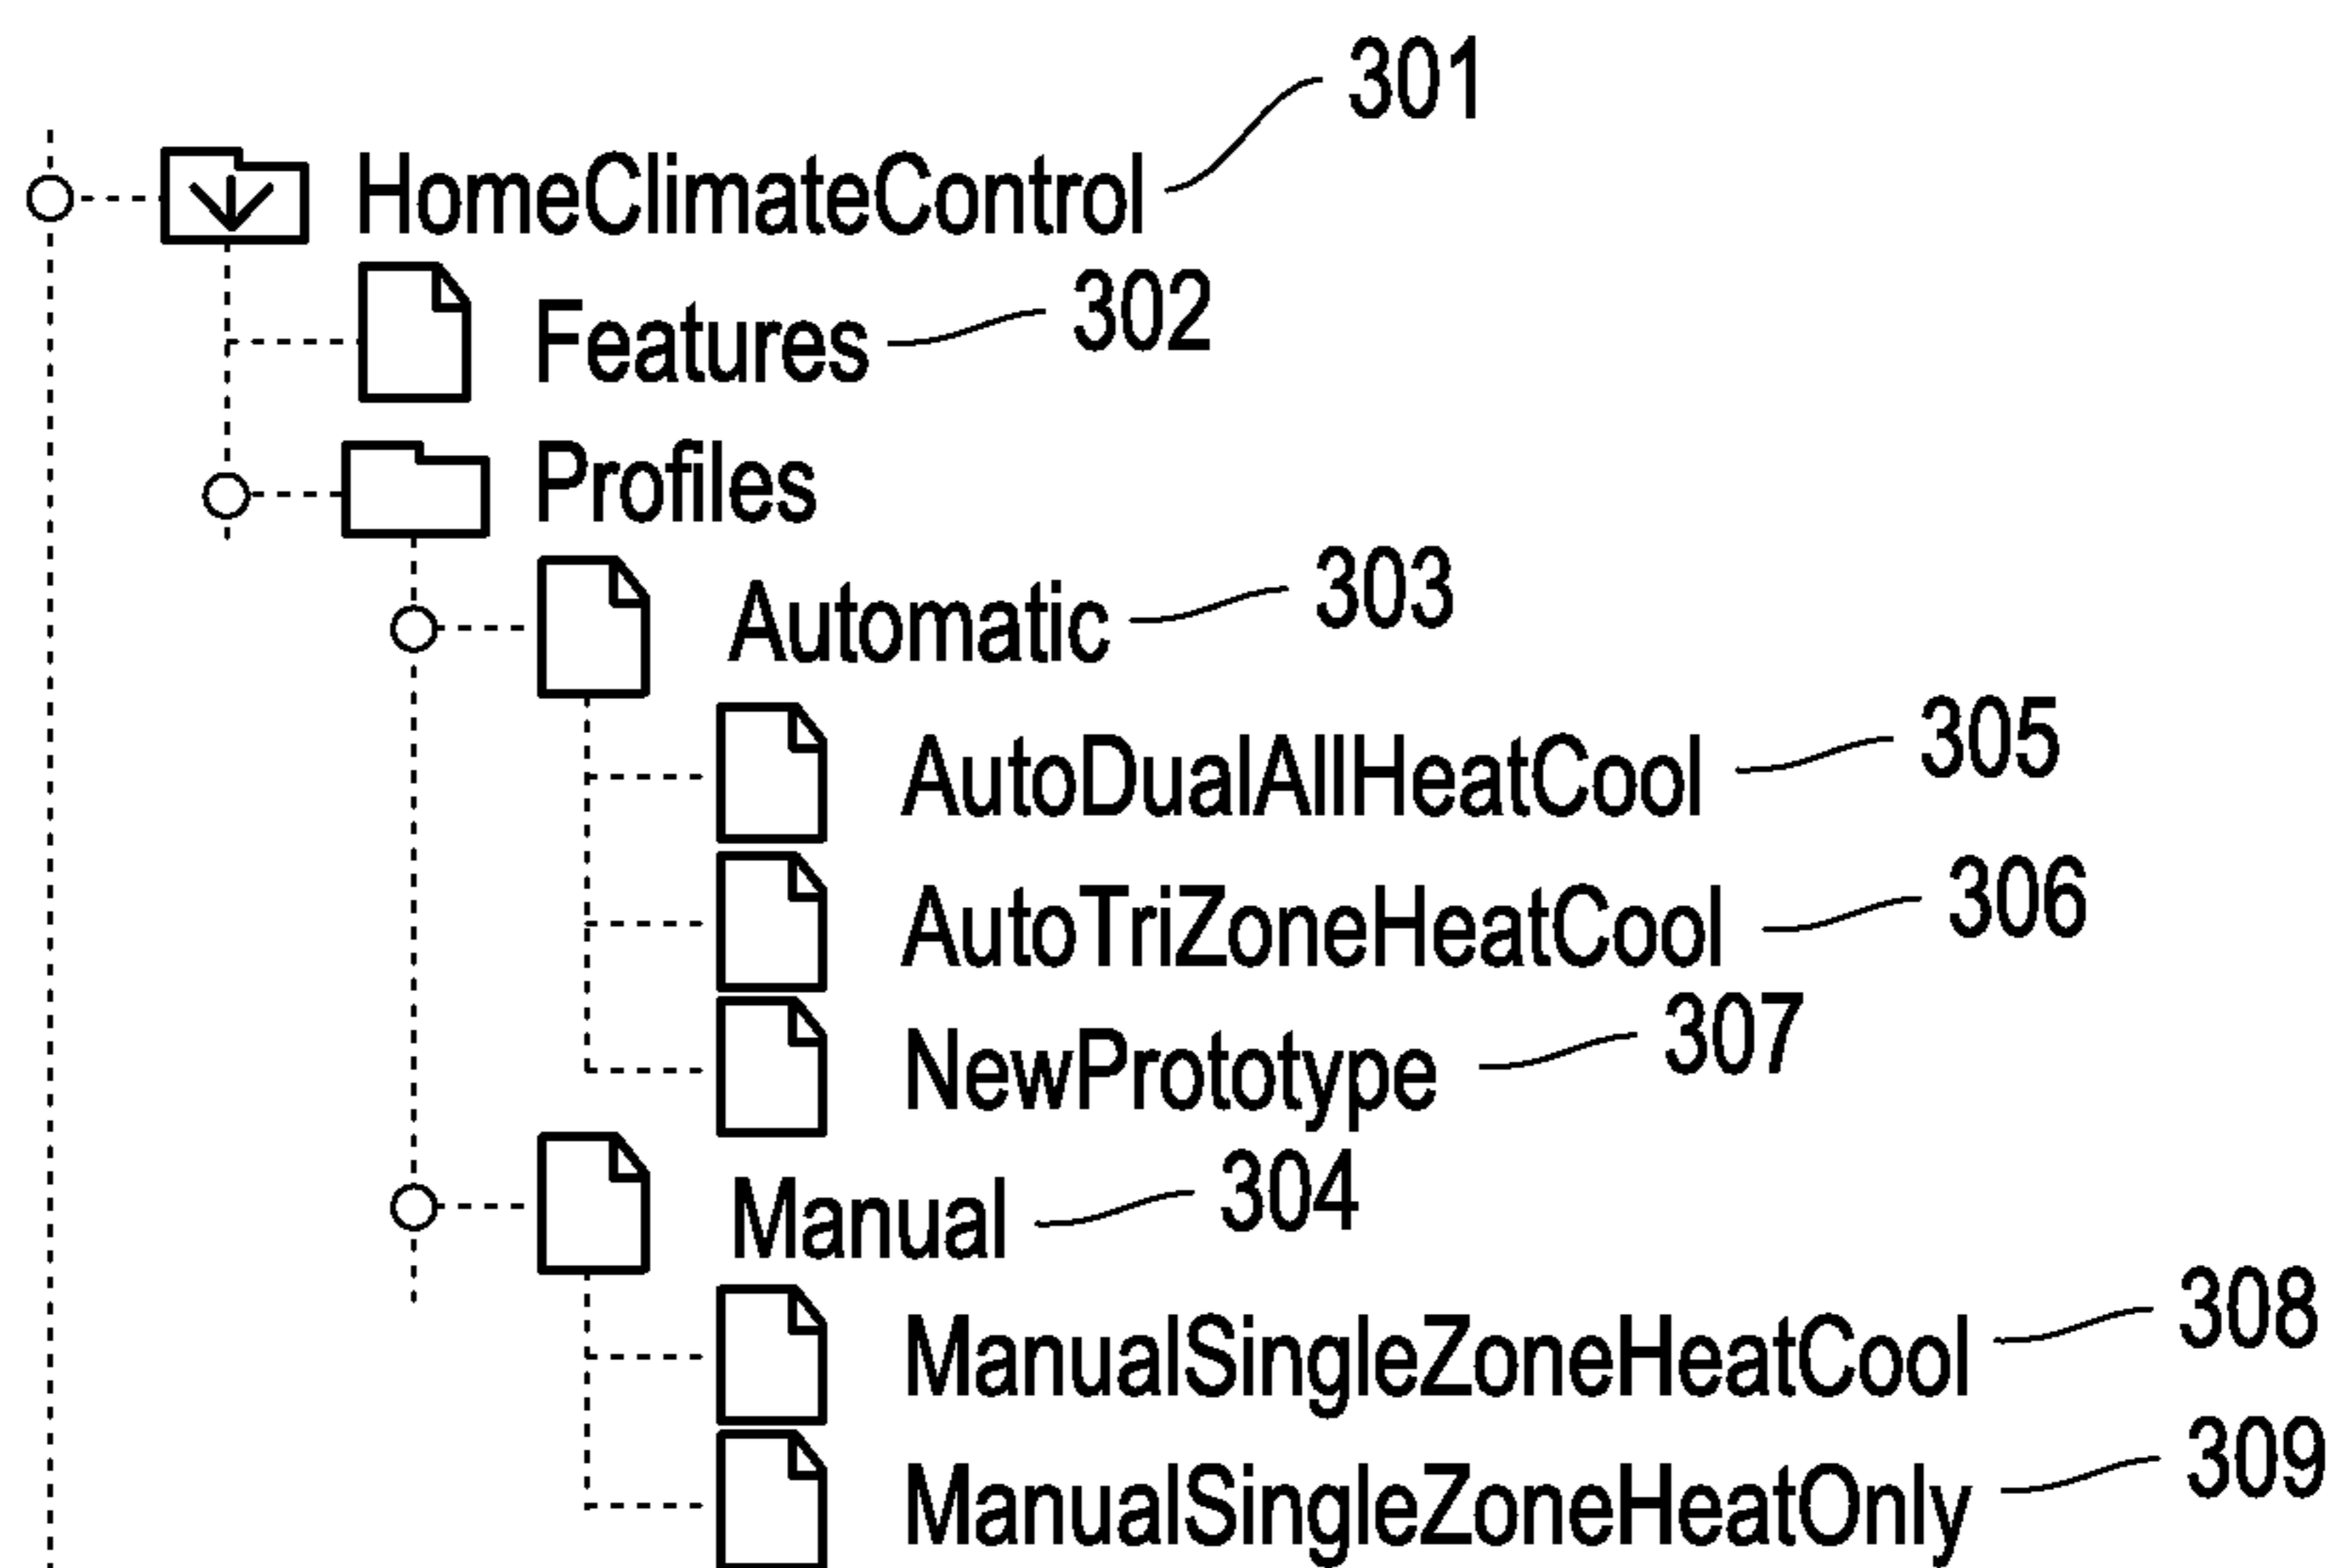 HomeClimateControl 301
Features 302
Profiles
Automatic 303
AutoDualAllHeatCool 305
AutoTriZoneHeatCool 306
NewPrototype 307
Manual 304
ManualSingleZoneHeatCool 308
ManualSingleZoneHeatOnly 309